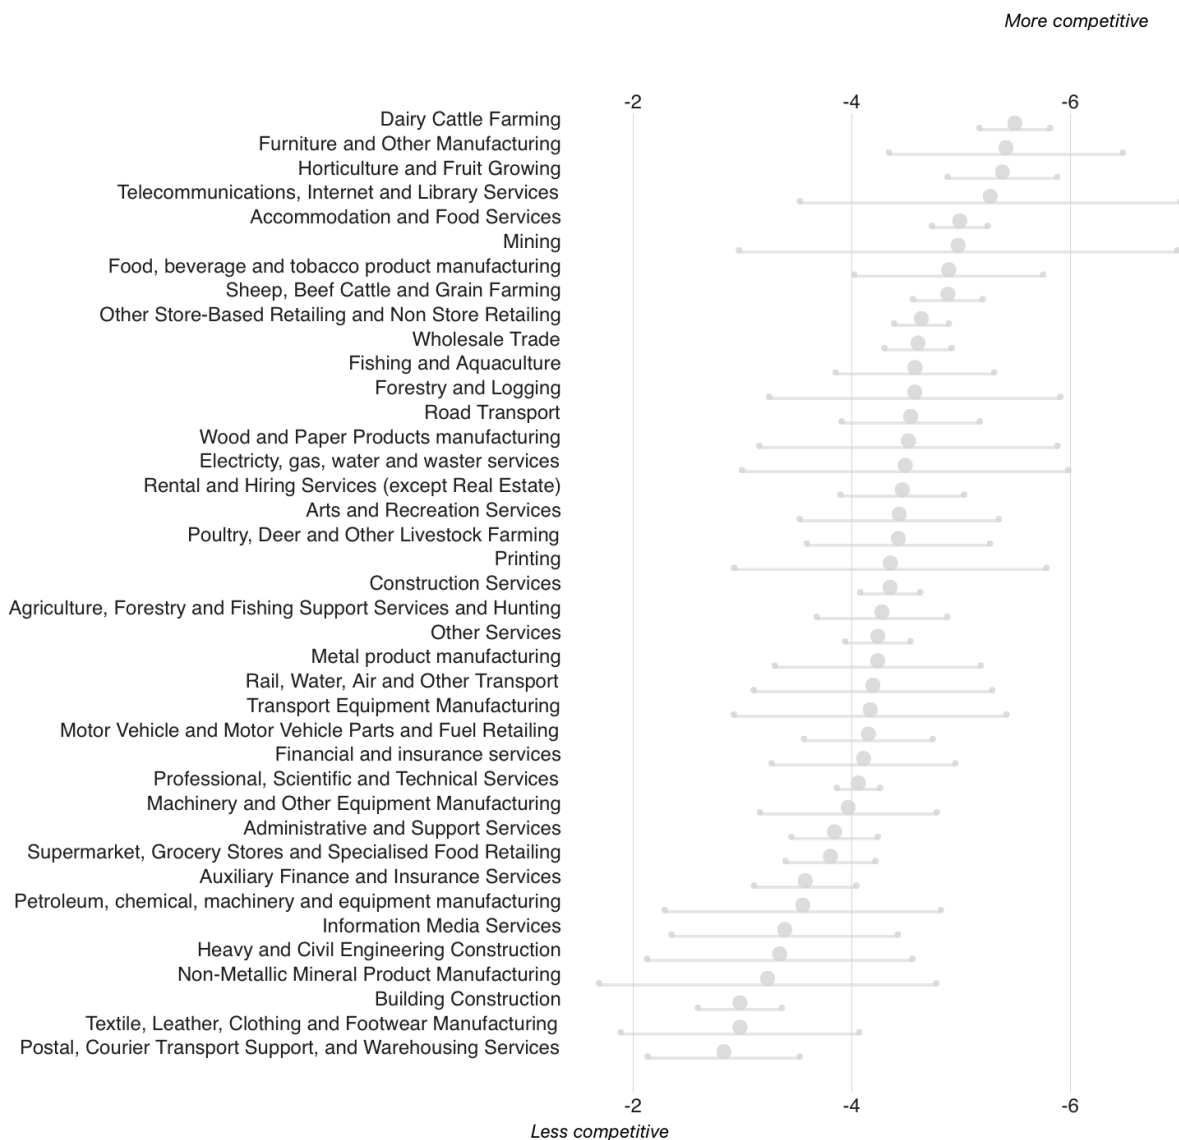 More competitive
-2 -4 -6
Dairy Cattle Farming
Furniture and Other Manufacturing
Horticulture and Fruit Growing
Telecommunications, Internet and Library Services
Accommodation and Food Services
Mining
Food, beverage and tobacco product manufacturing
Sheep, Beef Cattle and Grain Farming
Other Store-Based Retailing and Non Store Retailing
Wholesale Trade
Fishing and Aquaculture
Forestry and Logging
Road Transport
Wood and Paper Products manufacturing
Electricty, gas, water and waster services
Rental and Hiring Services (except Real Estate)
Arts and Recreation Services
Poultry, Deer and Other Livestock Farming
Printing
Construction Services
Agriculture, Forestry and Fishing Support Services and Hunting
Other Services
Metal product manufacturing
Rail, Water, Air and Other Transport
Transport Equipment Manufacturing
Motor Vehicle and Motor Vehicle Parts and Fuel Retailing
Financial and insurance services
Professional, Scientific and Technical Services
Machinery and Other Equipment Manufacturing
Administrative and Support Services
Supermarket, Grocery Stores and Specialised Food Retailing
Auxiliary Finance and Insurance Services
Petroleum, chemical, machinery and equipment manufacturing
Information Media Services
Heavy and Civil Engineering Construction
Non-Metallic Mineral Product Manufacturing
Building Construction
Textile, Leather, Clothing and Footwear Manufacturing
Postal, Courier Transport Support, and Warehousing Services
-2 -4 -6
Less competitive